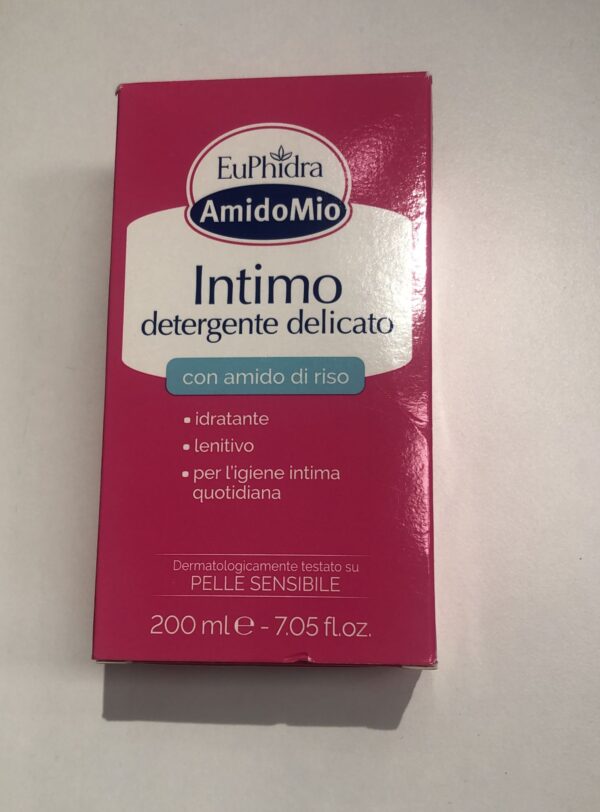 EuPhidra
AmidoMio
Intimo
detergente delicato
con amido di riso
• idratante
• lenitivo
• per l'igiene intima
quotidiana
Dermatologicamente testato su
PELLE SENSIBILE
200 ml ℮ - 7.05 fl.oz.